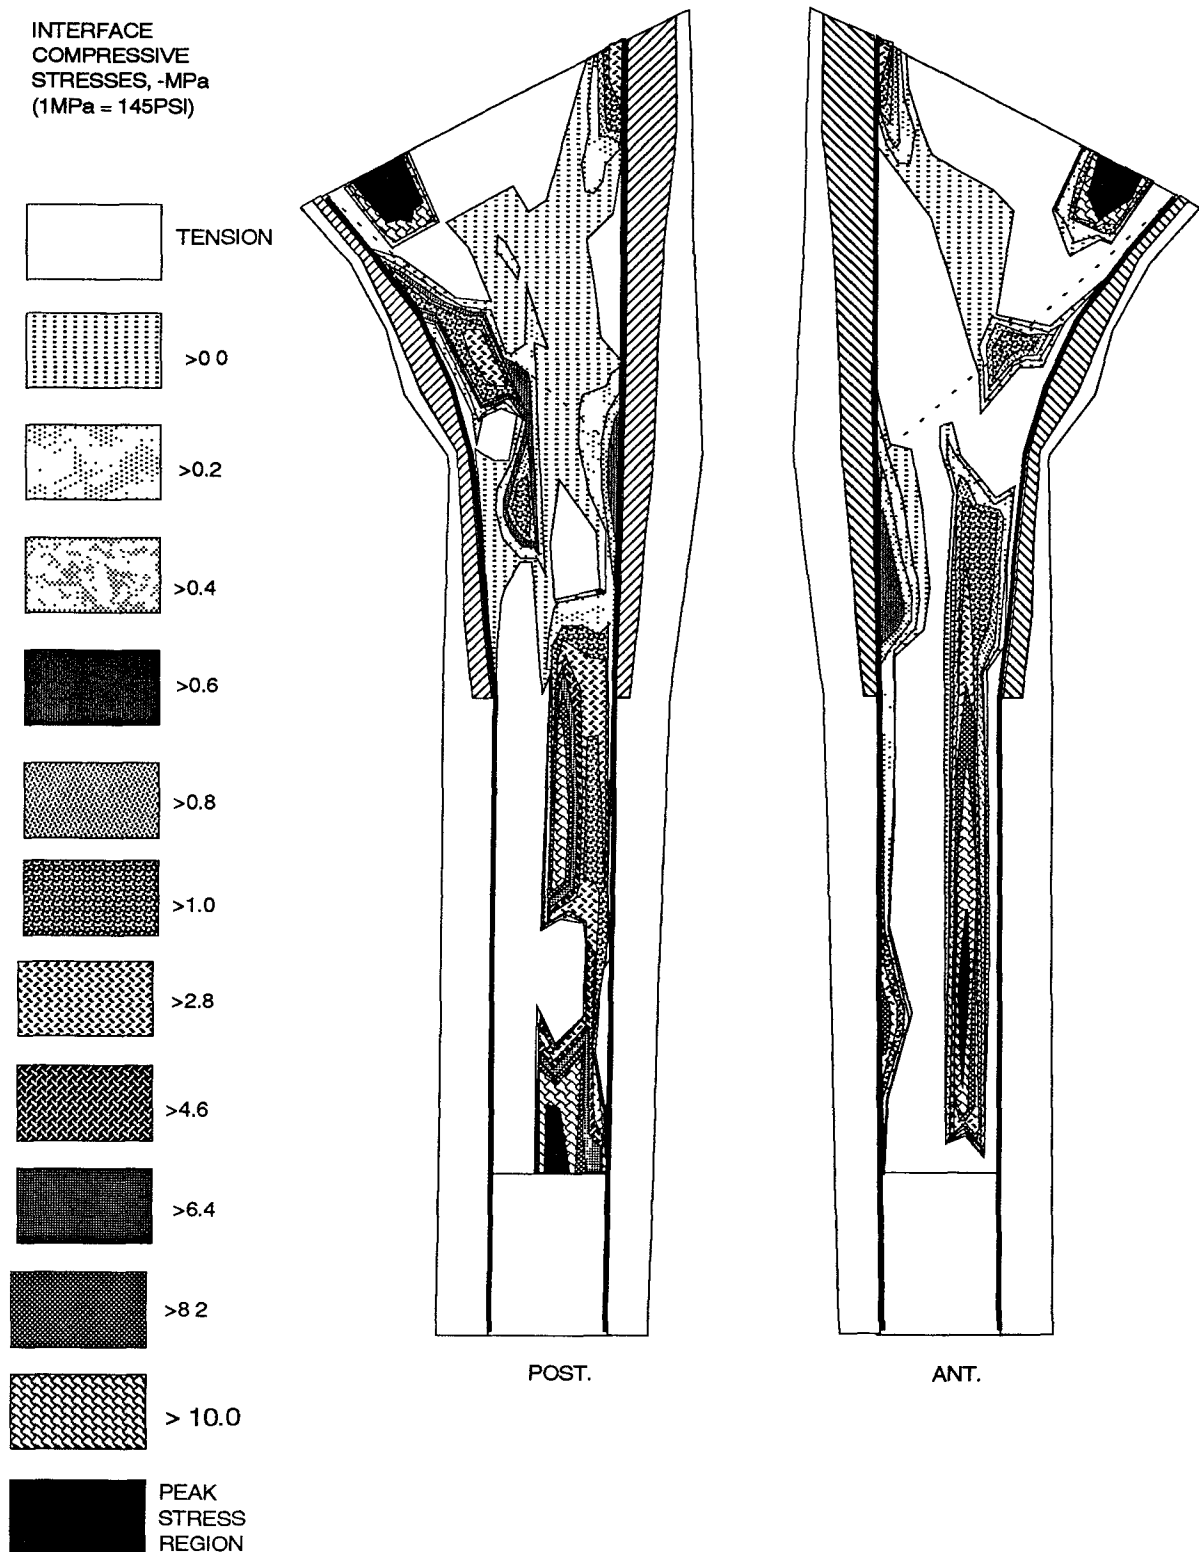 INTERFACE
COMPRESSIVE
STRESSES, -MPa
(1MPa = 145PSI)
TENSION
>0 0
>0.2
>0.4
>0.6
>0.8
>1.0
>2.8
>4.6
>6.4
>8 2
> 10.0
PEAK
STRESS
REGION
POST.
ANT.